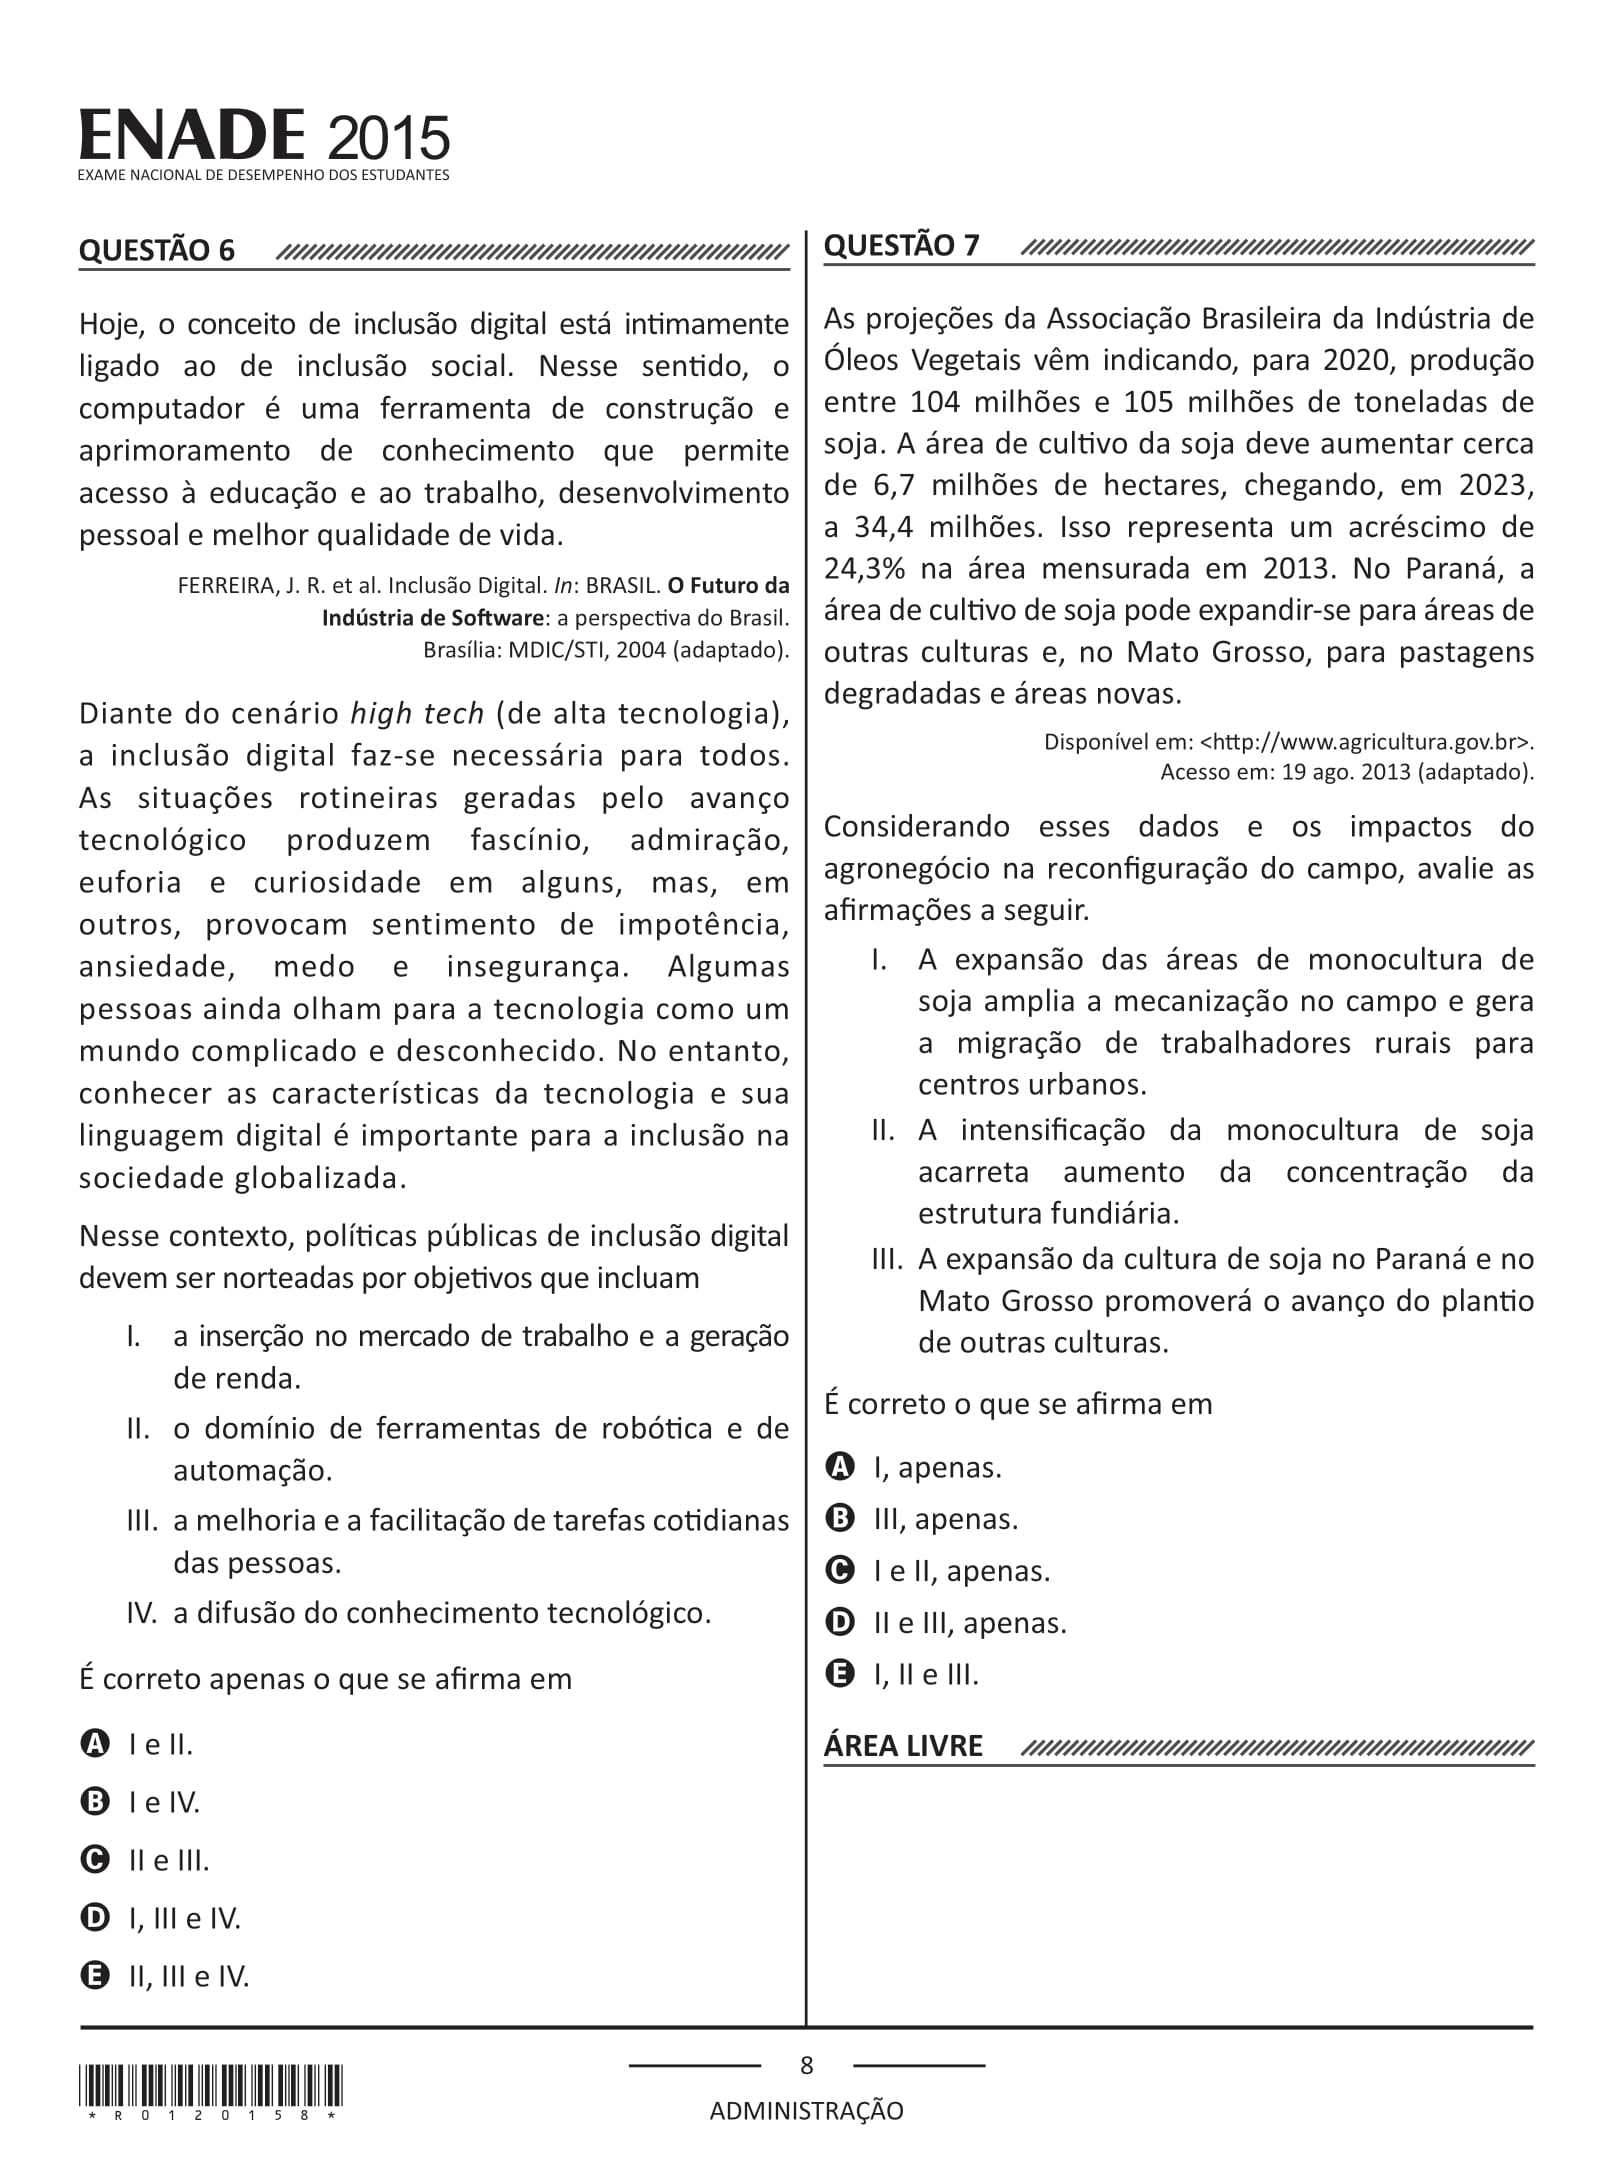 ENADE 2015
EXAME NACIONAL DE DESEMPENHO DOS ESTUDANTES
QUESTÃO 6
Hoje, o conceito de inclusão digital está intimamente
ligado ao de inclusão social. Nesse sentido, o
computador é uma ferramenta de construção e
aprimoramento de conhecimento que permite
acesso à educação e ao trabalho, desenvolvimento
pessoal e melhor qualidade de vida.
FERREIRA, J. R. et al. Inclusão Digital. In: BRASIL. O Futuro da
Indústria de Software: a perspectiva do Brasil.
Brasília: MDIC/STI, 2004 (adaptado).
Diante do cenário high tech (de alta tecnologia),
a inclusão digital faz-se necessária para todos.
As situações rotineiras geradas pelo avanço
tecnológico produzem fascínio, admiração,
euforia e curiosidade em alguns, mas, em
outros, provocam sentimento de impotência,
ansiedade, medo e insegurança. Algumas
pessoas ainda olham para a tecnologia como um
mundo complicado e desconhecido. No entanto,
conhecer as características da tecnologia e sua
linguagem digital é importante para a inclusão na
sociedade globalizada.
Nesse contexto, políticas públicas de inclusão digital
devem ser norteadas por objetivos que incluam
I. a inserção no mercado de trabalho e a geração
de renda.
II. o domínio de ferramentas de robótica e de
automação.
III. a melhoria e a facilitação de tarefas cotidianas
das pessoas.
IV. a difusão do conhecimento tecnológico.
É correto apenas o que se afirma em
A I e II.
B I e IV.
C II e III.
D I, III e IV.
E II, III e IV.
QUESTÃO 7
As projeções da Associação Brasileira da Indústria de
Óleos Vegetais vêm indicando, para 2020, produção
entre 104 milhões e 105 milhões de toneladas de
soja. A área de cultivo da soja deve aumentar cerca
de 6,7 milhões de hectares, chegando, em 2023,
a 34,4 milhões. Isso representa um acréscimo de
24,3% na área mensurada em 2013. No Paraná, a
área de cultivo de soja pode expandir-se para áreas de
outras culturas e, no Mato Grosso, para pastagens
degradadas e áreas novas.
Disponível em: <http://www.agricultura.gov.br>.
Acesso em: 19 ago. 2013 (adaptado).
Considerando esses dados e os impactos do
agronegócio na reconfiguração do campo, avalie as
afirmações a seguir.
I. A expansão das áreas de monocultura de
soja amplia a mecanização no campo e gera
a migração de trabalhadores rurais para
centros urbanos.
II. A intensificação da monocultura de soja
acarreta aumento da concentração da
estrutura fundiária.
III. A expansão da cultura de soja no Paraná e no
Mato Grosso promoverá o avanço do plantio
de outras culturas.
É correto o que se afirma em
A I, apenas.
B III, apenas.
C I e II, apenas.
D II e III, apenas.
E I, II e III.
ÁREA LIVRE
* R 0 1 2 0 1 5 8 *
8
ADMINISTRAÇÃO